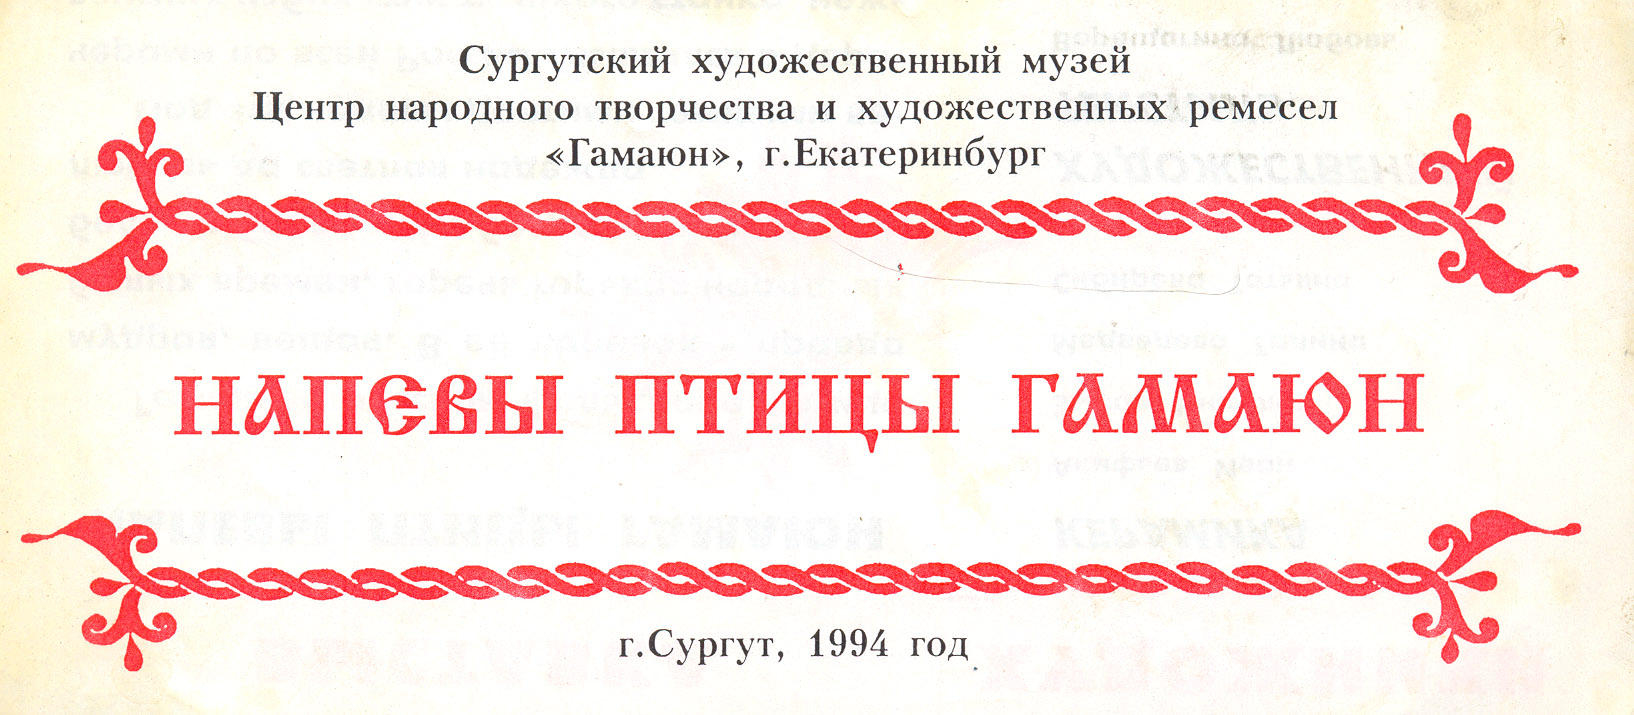 Сургутский художественный музей
Центр народного творчества и художественных ремесел
«Гамаюн», г.Екатеринбург
НАПЕВЫ ПТИЦЫ ГАМАЮН
г.Сургут, 1994 год